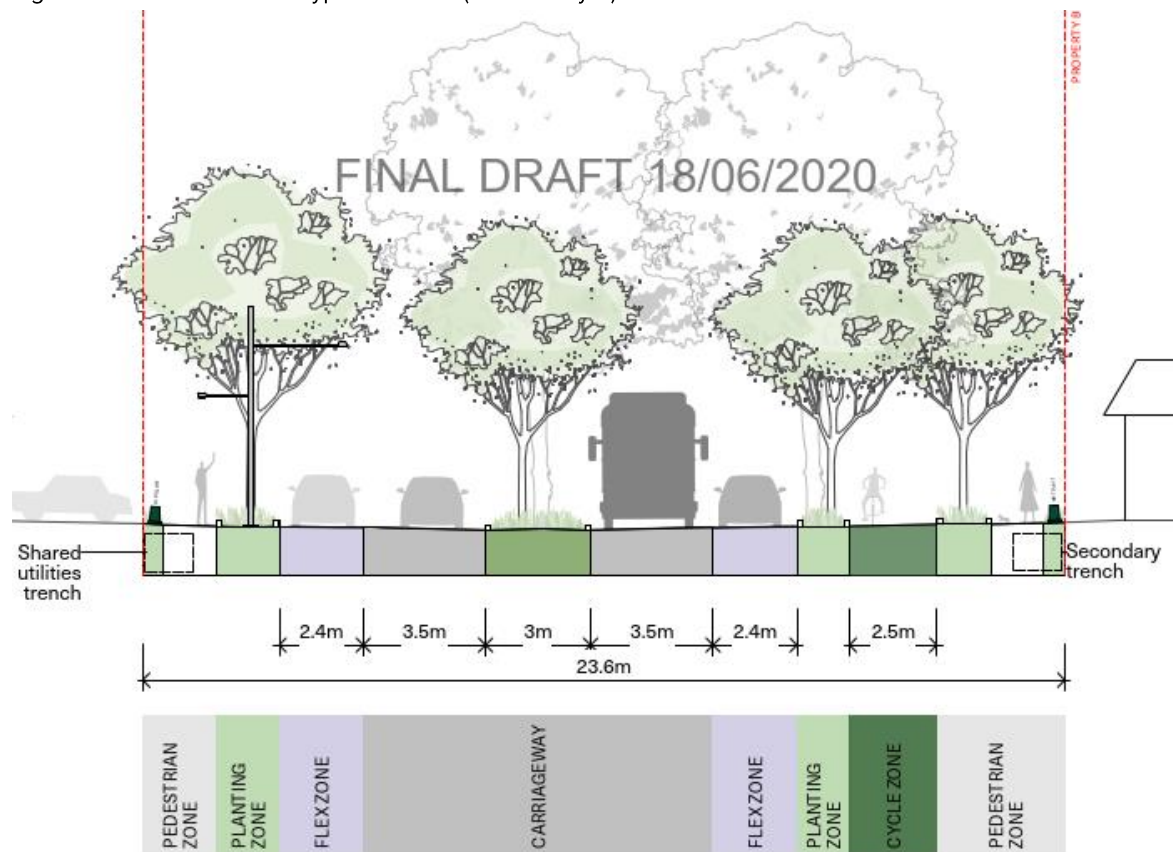 PROPERTY B
FINAL DRAFT 18/06/2020
Shared
utilities
trench
Secondary
trench
2.4m
3.5m
3m
3.5m
2.4m
2.5m
23.6m
PEDESTRIAN
ZONE
PLANTING
ZONE
FLEXZONE
CARRIAGEWAY
FLEXZONE
PLANTING
ZONE
CYCLE ZONE
PEDESTRIAN
ZONE